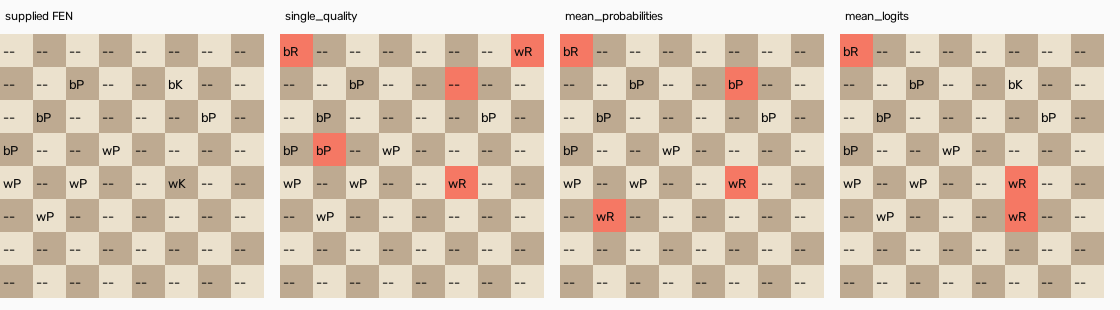 supplied FEN
-- -- -- -- -- -- -- --
-- -- bP -- -- bK -- --
-- bP -- -- -- -- bP --
bP -- -- wP -- -- -- --
wP -- wP -- -- wK -- --
-- wP -- -- -- -- -- --
-- -- -- -- -- -- -- --
-- -- -- -- -- -- -- --
single_quality
bR -- -- -- -- -- -- wR
-- -- bP -- -- -- -- --
-- bP -- -- -- -- bP --
bP bP -- wP -- -- -- --
wP -- wP -- -- wR -- --
-- wP -- -- -- -- -- --
-- -- -- -- -- -- -- --
-- -- -- -- -- -- -- --
mean_probabilities
bR -- -- -- -- -- -- --
-- -- bP -- -- bP -- --
-- bP -- -- -- -- bP --
bP -- -- wP -- -- -- --
wP -- wP -- -- wR -- --
-- wR -- -- -- -- -- --
-- -- -- -- -- -- -- --
-- -- -- -- -- -- -- --
mean_logits
bR -- -- -- -- -- -- --
-- -- bP -- -- bK -- --
-- bP -- -- -- -- bP --
bP -- -- wP -- -- -- --
wP -- wP -- -- wR -- --
-- wP -- -- -- wR -- --
-- -- -- -- -- -- -- --
-- -- -- -- -- -- -- --